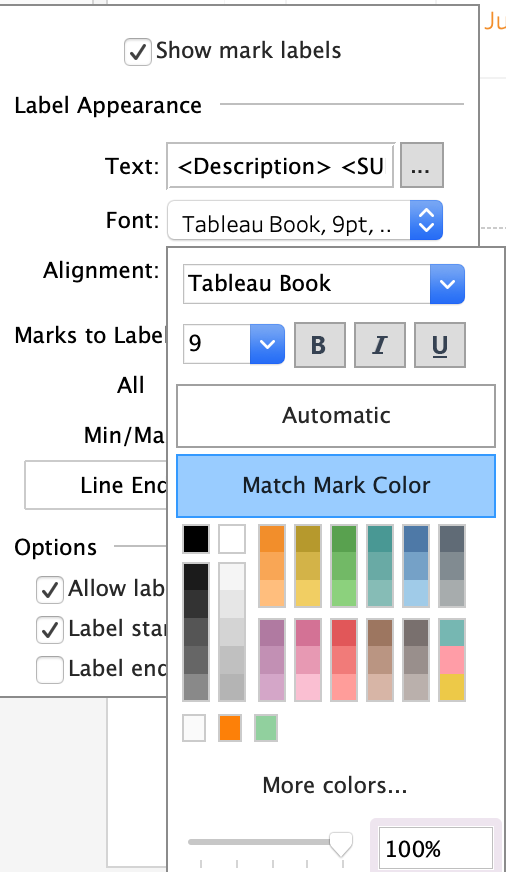 Ju
Show mark labels
Label Appearance
Text: <Description> <SU ...
Font: Tableau Book, 9pt, ..
Alignment:
Tableau Book
Marks to Label
9 B I U
All
Automatic
Min/Ma
Line End
Match Mark Color
Options
Allow lab
Label star
Label end
More colors...
100%